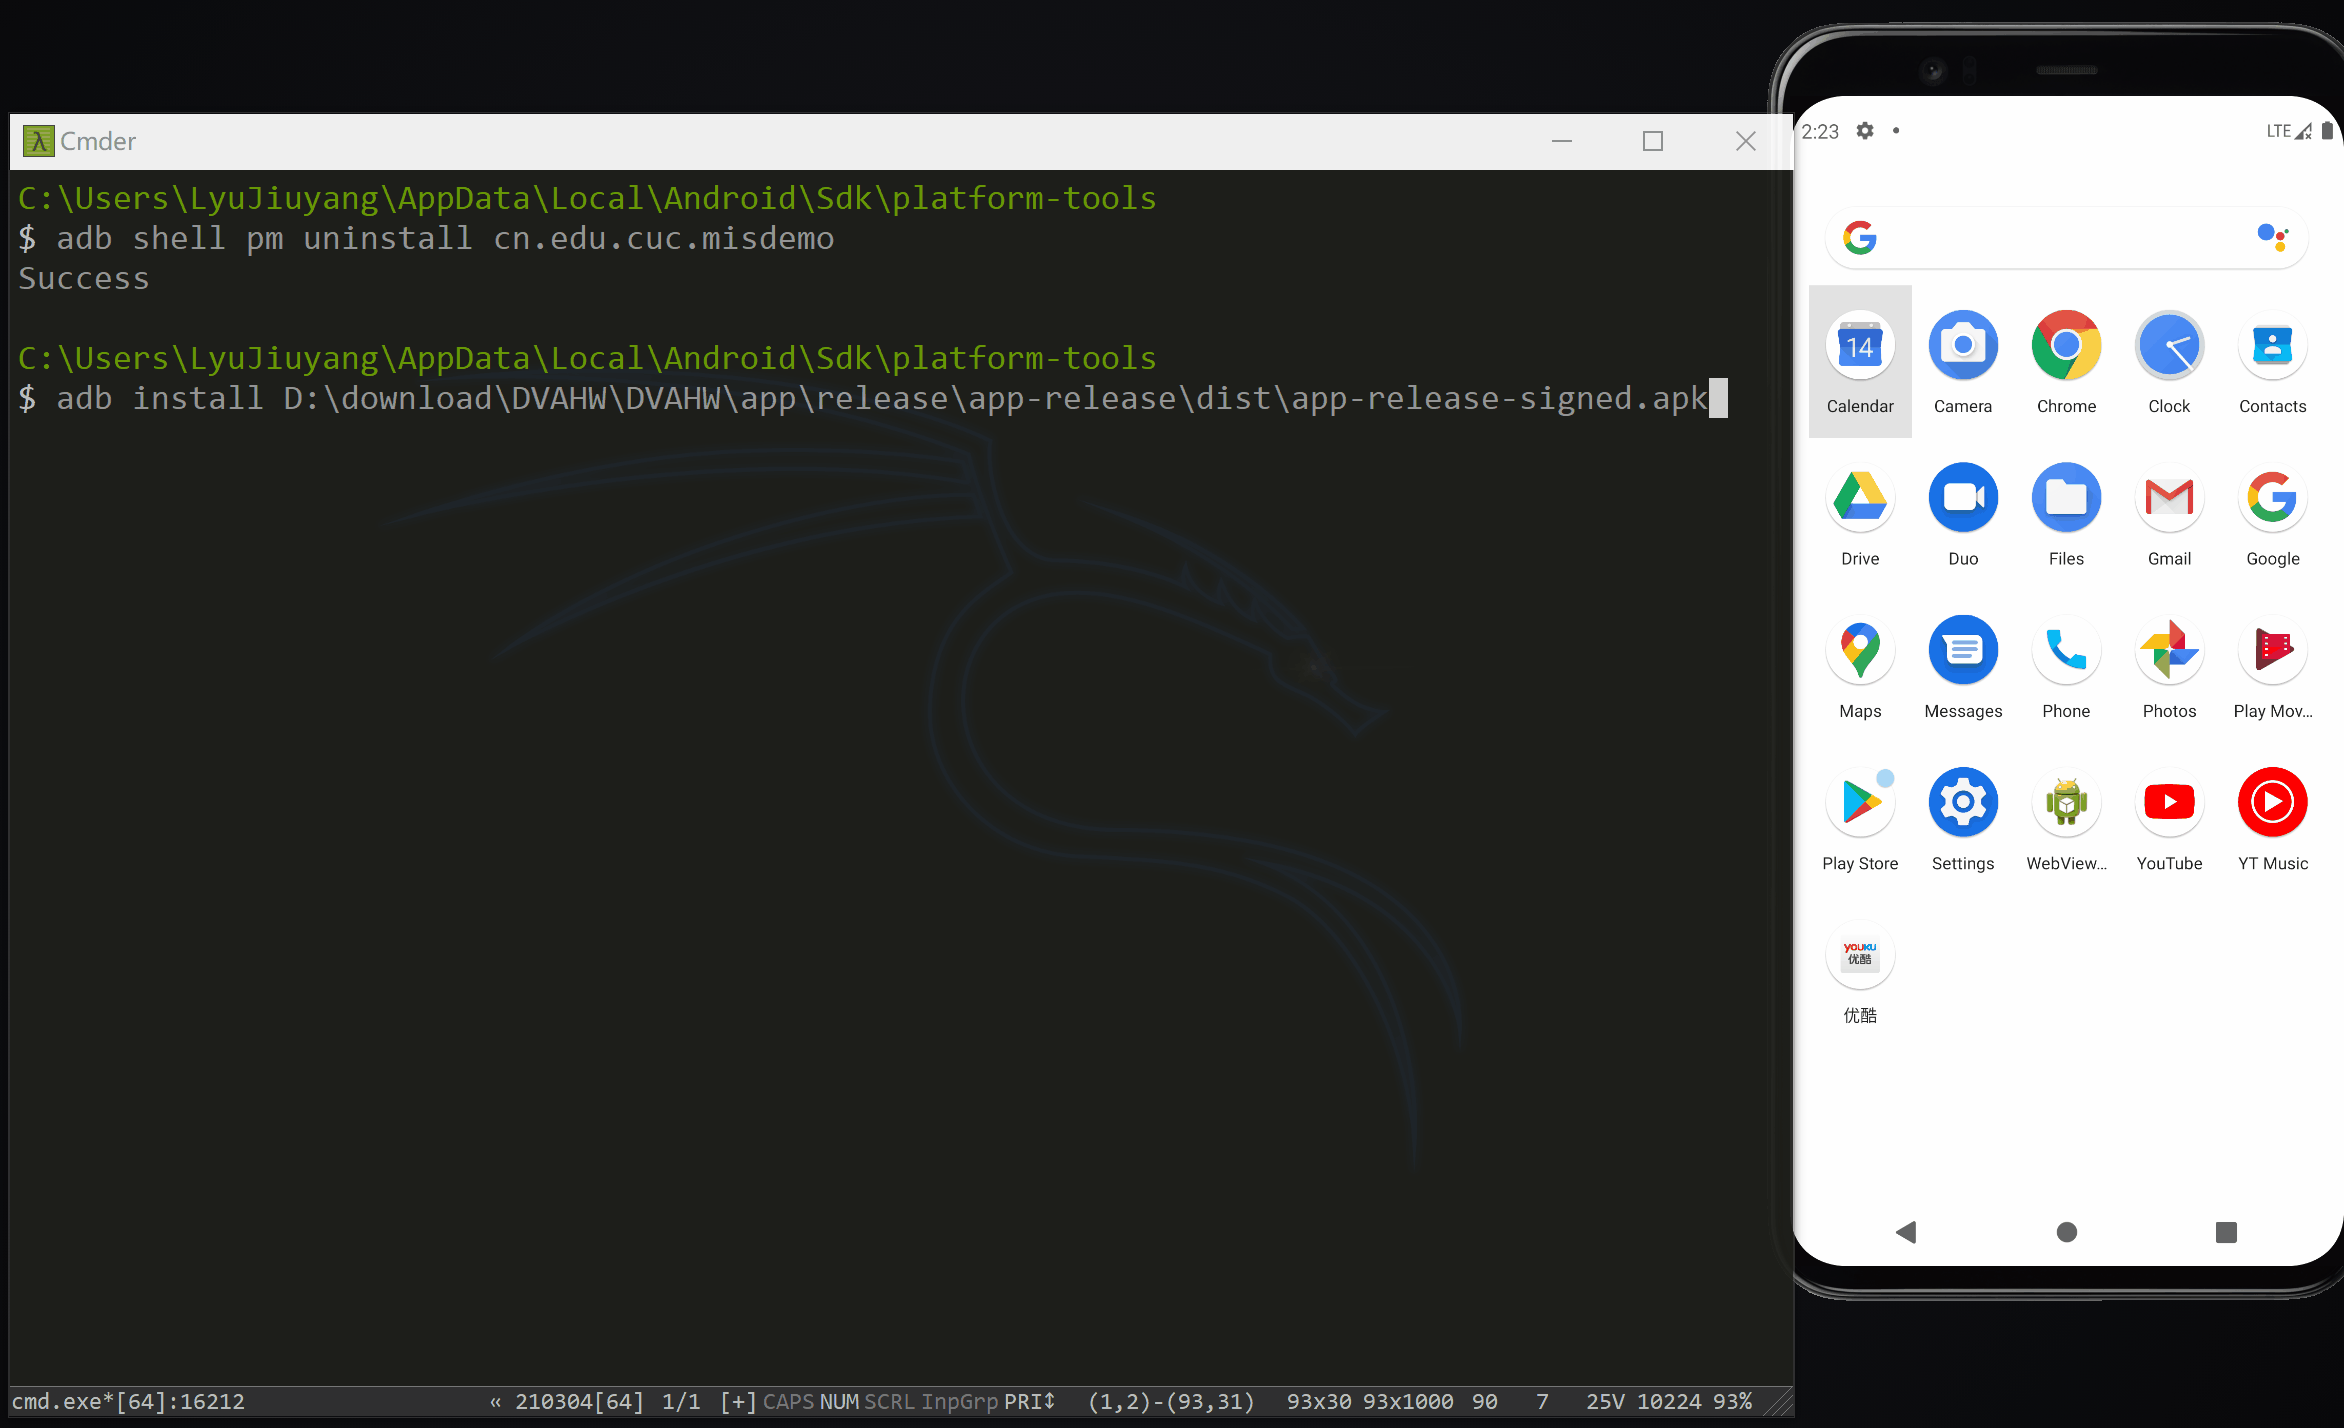 Cmder
C:\Users\LyuJiuyang\AppData\Local\Android\Sdk\platform-tools
$ adb shell pm uninstall cn.edu.cuc.misdemo
Success
C:\Users\LyuJiuyang\AppData\Local\Android\Sdk\platform-tools
$ adb install D:\download\DVAHW\DVAHW\app\release\app-release\dist\app-release-signed.apk
cmd.exe*[64]:16212 « 210304[64] 1/1 [+] CAPS NUM SCRL InpGrp PRI↕ (1,2)-(93,31) 93x30 93x1000 90 7 25V 10224 93%
2:23 LTE
14
Calendar Camera Chrome Clock Contacts
Drive Duo Files Gmail Google
Maps Messages Phone Photos Play Mov...
Play Store Settings WebView... YouTube YT Music
YOUKU
优酷
优酷